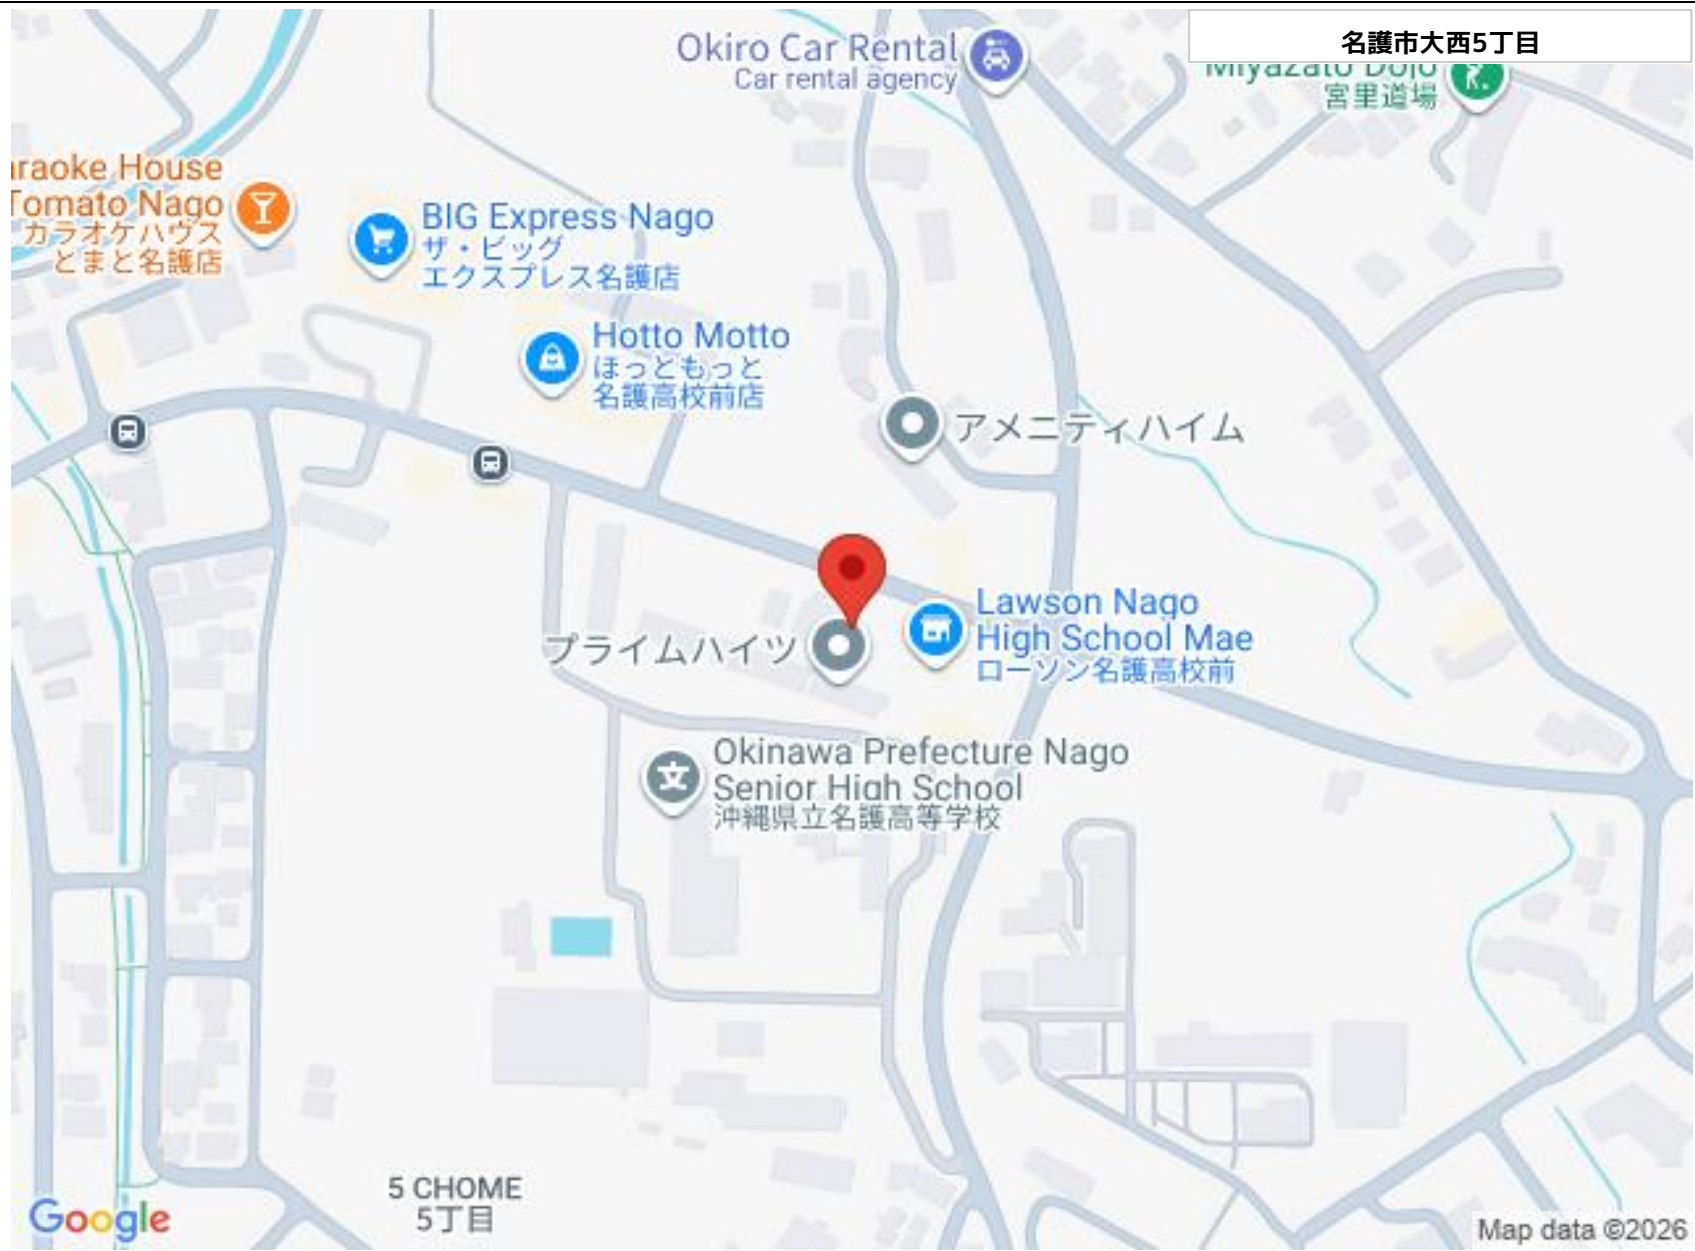 名護市大西5丁目
Okiro Car Rental
Car rental agency
Miyazato Dojo
宮里道場
araoke House
Tomato Nago
カラオケハウス
とまと名護店
BIG Express Nago
ザ・ビッグ
エクスプレス名護店
Hotto Motto
ほっともっと
名護高校前店
アメニティハイム
プライムハイツ
Lawson Nago
High School Mae
ローソン名護高校前
Okinawa Prefecture Nago
Senior High School
沖縄県立名護高等学校
文
5 CHOME
5丁目
Google
Map data ©2026